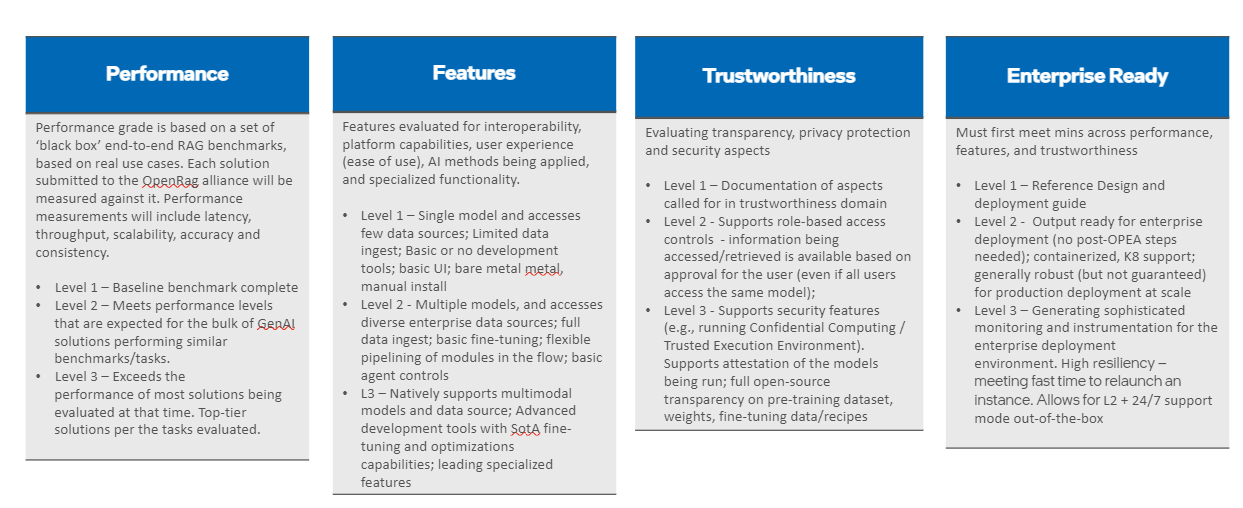 Performance
Performance grade is based on a set of
‘black box’ end-to-end RAG benchmarks,
based on real use cases. Each solution
submitted to the OpenRag alliance will be
measured against it. Performance
measurements will include latency,
throughput, scalability, accuracy and
consistency.
• Level 1 – Baseline benchmark complete
• Level 2 – Meets performance levels
that are expected for the bulk of GenAI
solutions performing similar
benchmarks/tasks.
• Level 3 – Exceeds the
performance of most solutions being
evaluated at that time. Top-tier
solutions per the tasks evaluated.
Features
Features evaluated for interoperability,
platform capabilities, user experience
(ease of use), AI methods being applied,
and specialized functionality.
• Level 1 – Single model and accesses
few data sources; Limited data
ingest; Basic or no development
tools; basic UI; bare metal metal,
manual install
• Level 2 - Multiple models, and accesses
diverse enterprise data sources; full
data ingest; basic fine-tuning; flexible
pipelining of modules in the flow; basic
agent controls
• L3 – Natively supports multimodal
models and data source; Advanced
development tools with SotA fine-
tuning and optimizations
capabilities; leading specialized
features
Trustworthiness
Evaluating transparency, privacy protection
and security aspects
• Level 1 – Documentation of aspects
called for in trustworthiness domain
• Level 2 - Supports role-based access
controls - information being
accessed/retrieved is available based on
approval for the user (even if all users
access the same model);
• Level 3 - Supports security features
(e.g., running Confidential Computing /
Trusted Execution Environment).
Supports attestation of the models
being run; full open-source
transparency on pre-training dataset,
weights, fine-tuning data/recipes
Enterprise Ready
Must first meet mins across performance,
features, and trustworthiness
• Level 1 – Reference Design and
deployment guide
• Level 2 - Output ready for enterprise
deployment (no post-OPEA steps
needed); containerized, K8 support;
generally robust (but not guaranteed)
for production deployment at scale
• Level 3 – Generating sophisticated
monitoring and instrumentation for the
enterprise deployment
environment. High resiliency –
meeting fast time to relaunch an
instance. Allows for L2 + 24/7 support
mode out-of-the-box